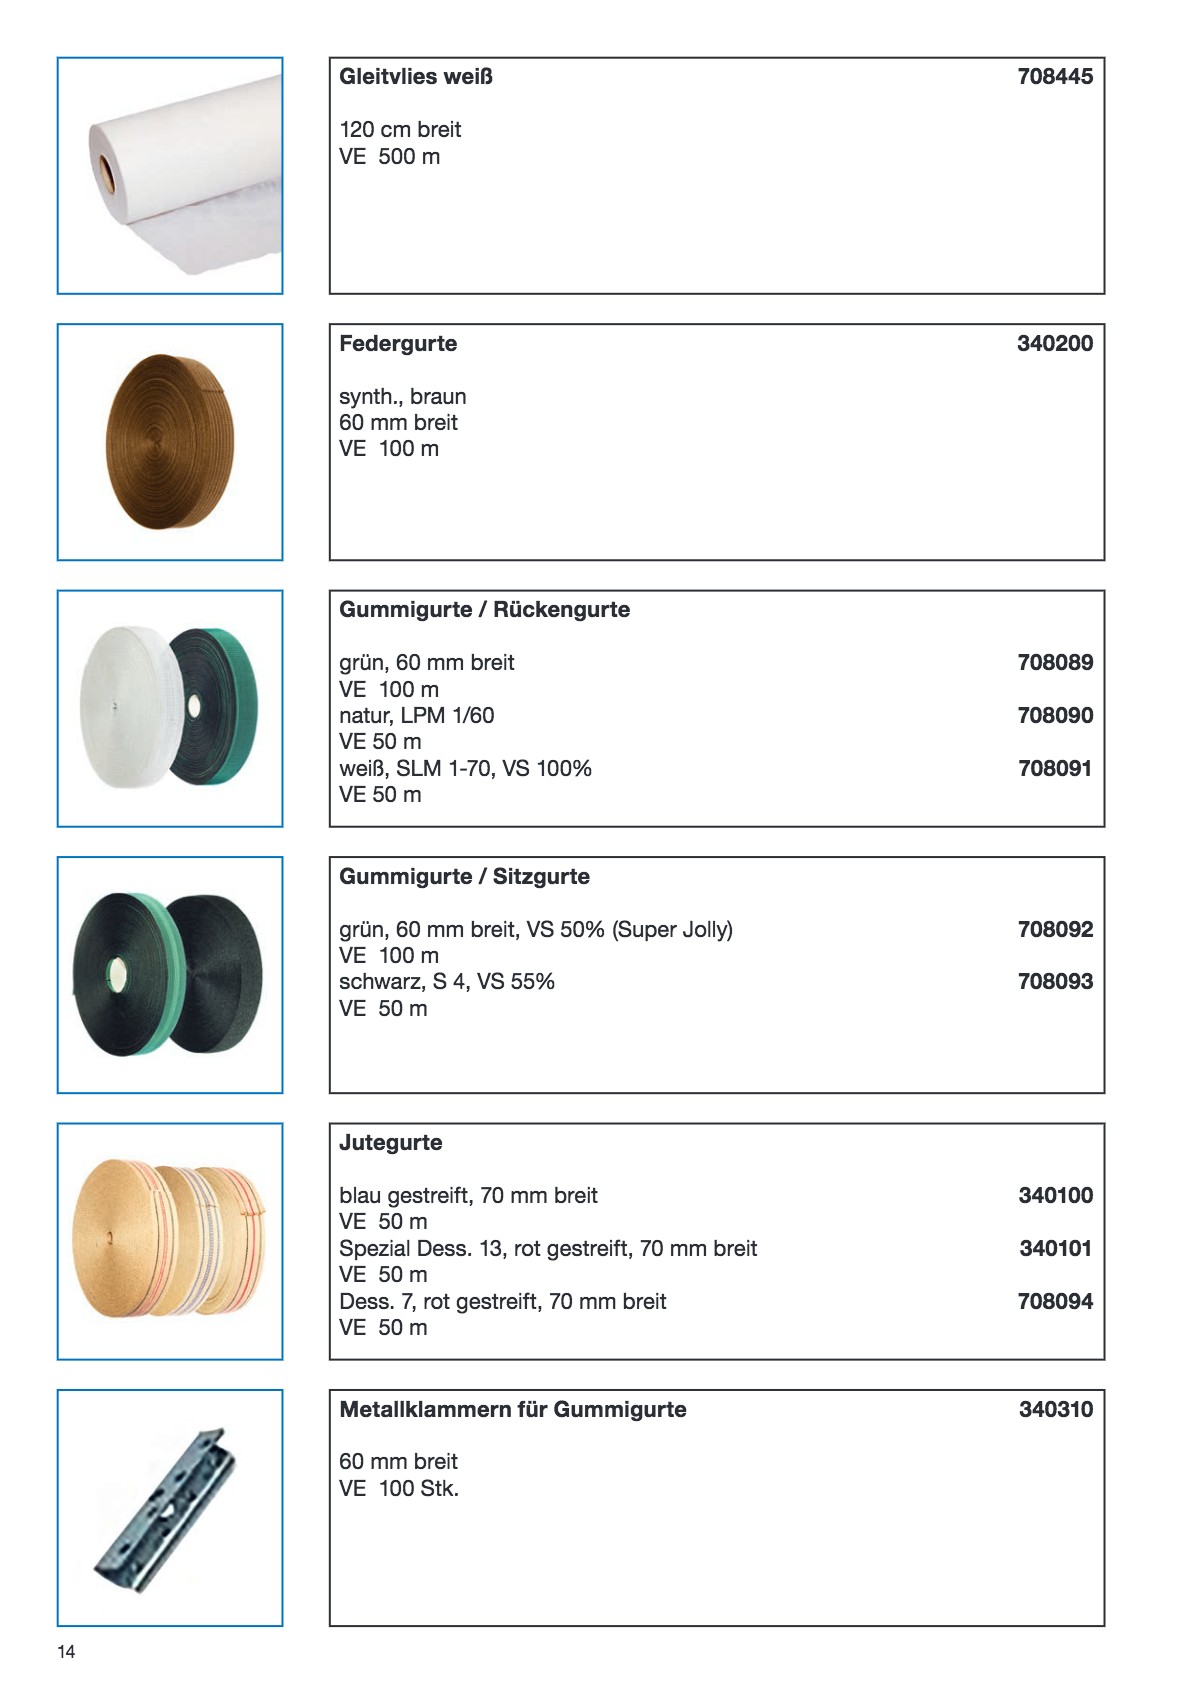 Gleitvlies weiß 708445
120 cm breit
VE 500 m
Federgurte 340200
synth., braun
60 mm breit
VE 100 m
Gummigurte / Rückengurte
grün, 60 mm breit 708089
VE 100 m
natur, LPM 1/60 708090
VE 50 m
weiß, SLM 1-70, VS 100% 708091
VE 50 m
Gummigurte / Sitzgurte
grün, 60 mm breit, VS 50% (Super Jolly) 708092
VE 100 m
schwarz, S 4, VS 55% 708093
VE 50 m
Jutegurte
blau gestreift, 70 mm breit 340100
VE 50 m
Spezial Dess. 13, rot gestreift, 70 mm breit 340101
VE 50 m
Dess. 7, rot gestreift, 70 mm breit 708094
VE 50 m
Metallklammern für Gummigurte 340310
60 mm breit
VE 100 Stk.
14